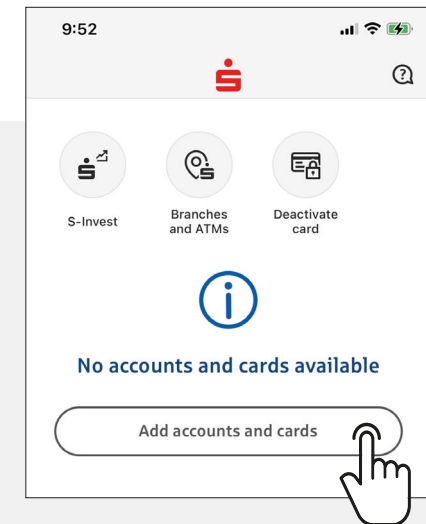 9:52
S-Invest
Branches
and ATMs
Deactivate
card
No accounts and cards available
Add accounts and cards